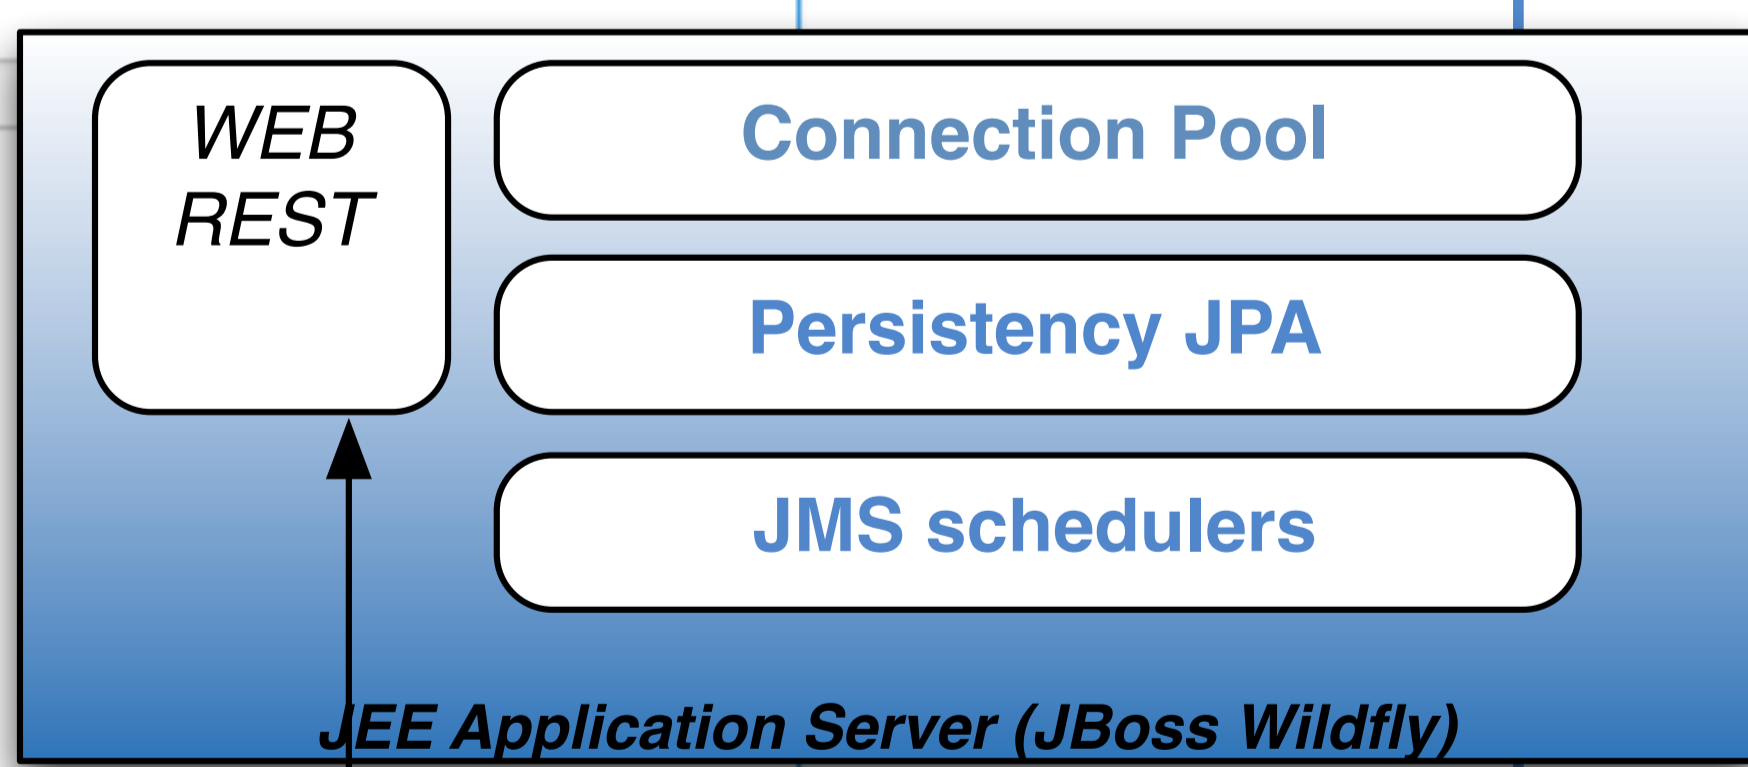 WEB
REST
Connection Pool
Persistency JPA
JMS schedulers
JEE Application Server (JBoss Wildfly)